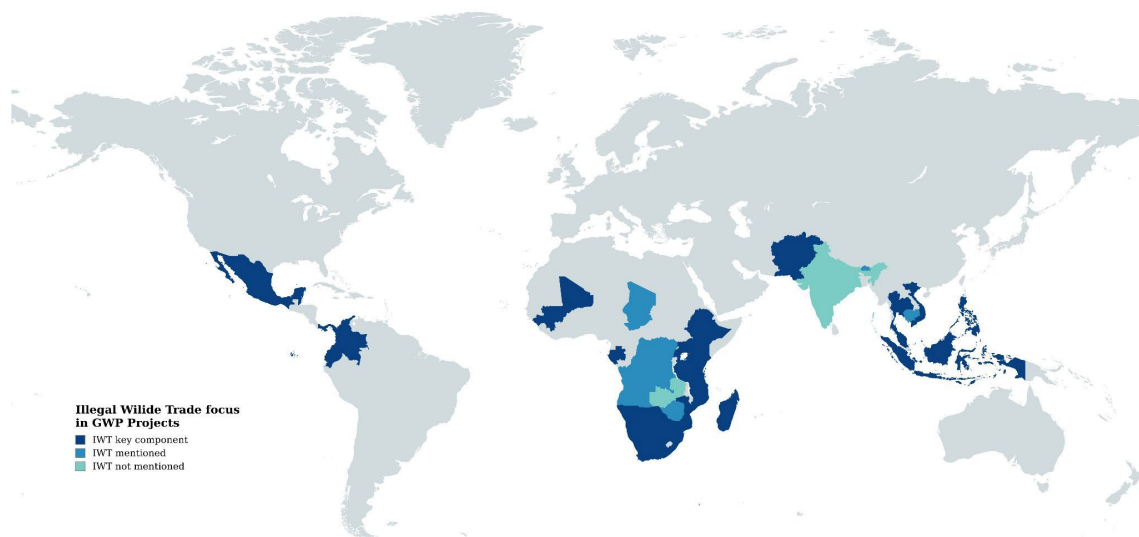 Illegal Wilide Trade focus
in GWP Projects
IWT key component
IWT mentioned
IWT not mentioned